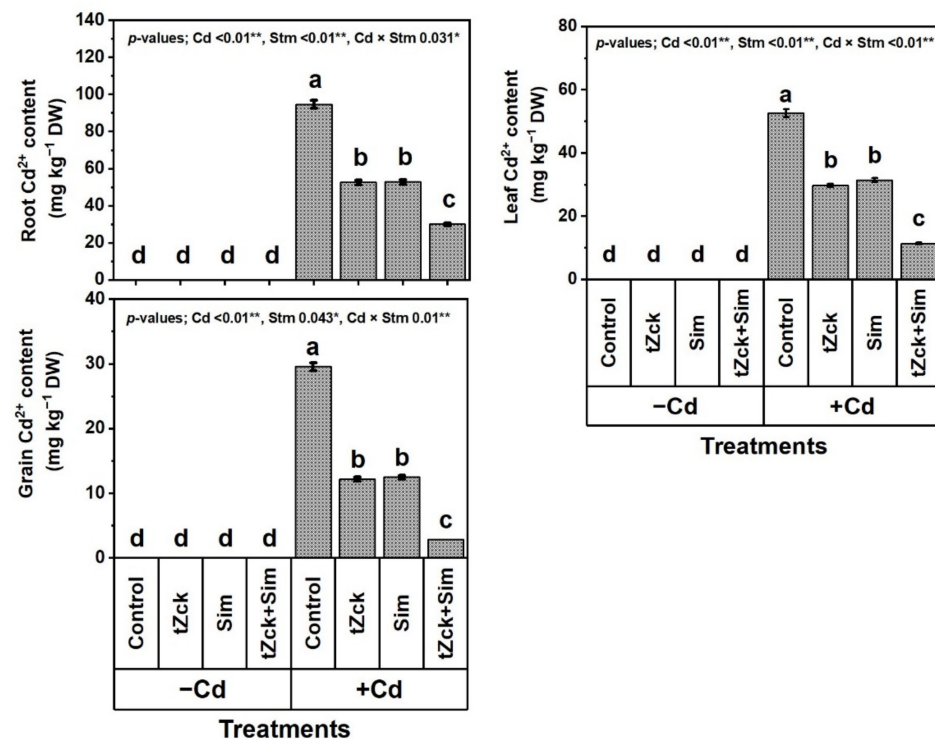 Root Cd²⁺ content
(mg kg⁻¹ DW)
140
120
100
80
60
40
20
0
p-values; Cd <0.01**, Stm <0.01**, Cd × Stm 0.031*
d d d d a b b c
Leaf Cd²⁺ content
(mg kg⁻¹ DW)
80
60
40
20
0
p-values; Cd <0.01**, Stm <0.01**, Cd × Stm <0.01**
d d d d a b b c
Control tZck Sim tZck+Sim Control tZck Sim tZck+Sim
−Cd +Cd
Treatments
Grain Cd²⁺ content
(mg kg⁻¹ DW)
40
30
20
10
0
p-values; Cd <0.01**, Stm 0.043*, Cd × Stm 0.01**
d d d d a b b c
Control tZck Sim tZck+Sim Control tZck Sim tZck+Sim
−Cd +Cd
Treatments